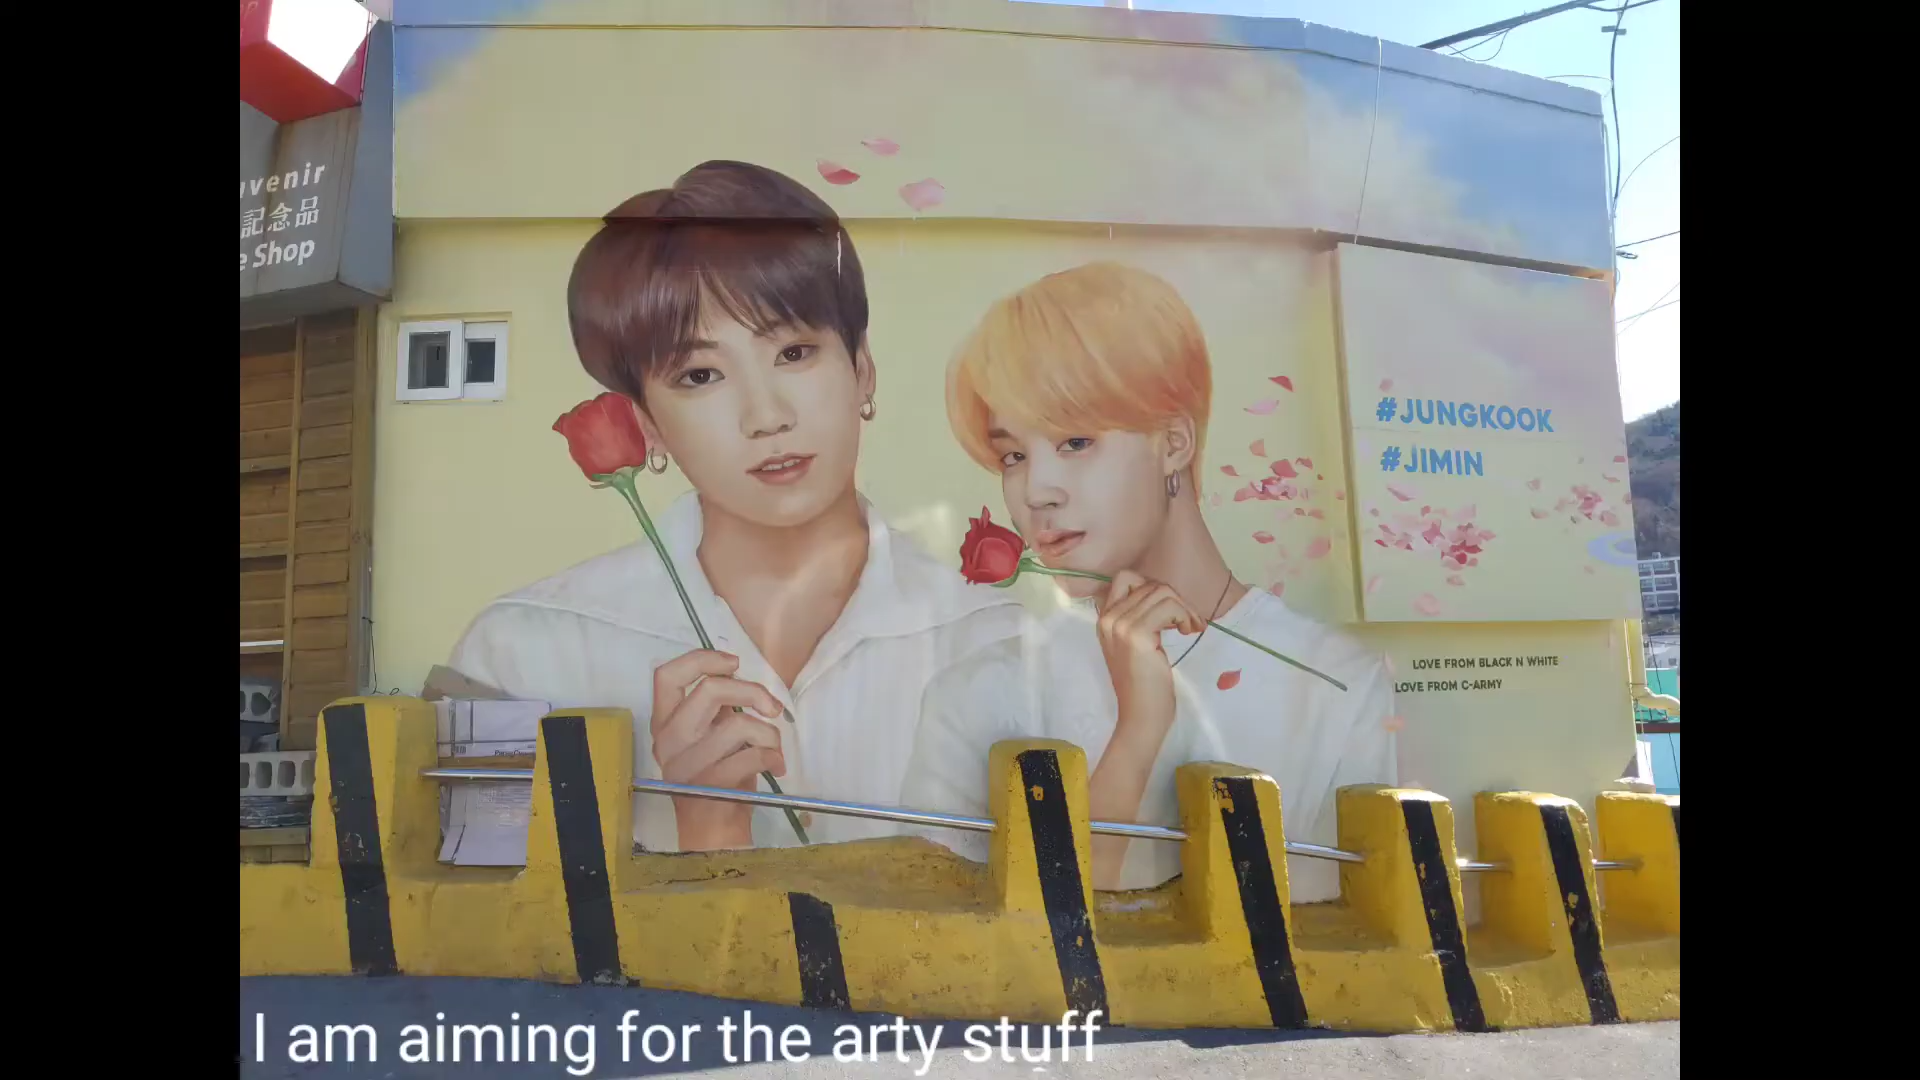 記念品
Shop
#JUNGKOOK
#JIMIN
LOVE FROM BLACK N WHITE
LOVE FROM C-ARMY
I am aiming for the arty stuff